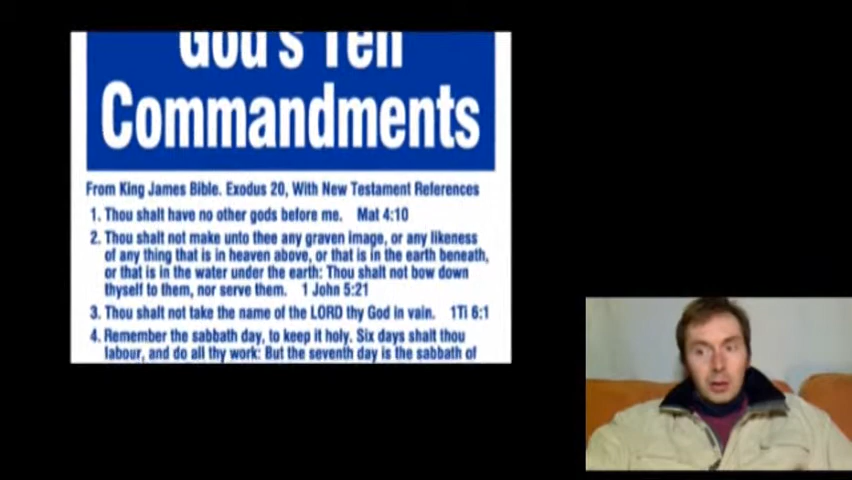 God's Ten
Commandments
From King James Bible. Exodus 20, With New Testament References
1. Thou shalt have no other gods before me. Mat 4:10
2. Thou shalt not make unto thee any graven image, or any likeness
of any thing that is in heaven above, or that is in the earth beneath,
or that is in the water under the earth: Thou shalt not bow down
thyself to them, nor serve them. 1 John 5:21
3. Thou shalt not take the name of the LORD thy God in vain. 1Ti 6:1
4. Remember the sabbath day, to keep it holy. Six days shalt thou
labour, and do all thy work: But the seventh day is the sabbath of